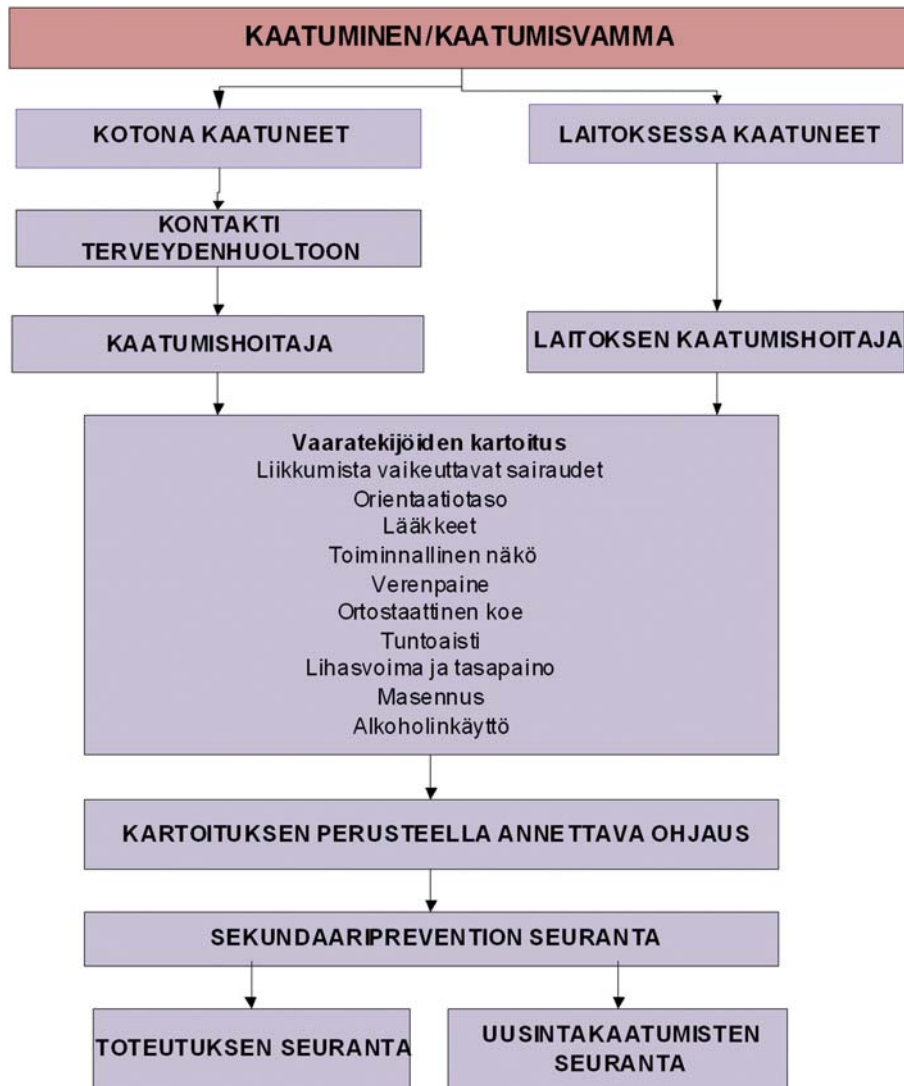 KAATUMINEN/KAATUMISVAMMA
KOTONA KAATUNEET
LAITOKSESSA KAATUNEET
KONTAKTI
TERVEYDENHUOLTOON
KAATUMISHOITAJA
LAITOKSEN KAATUMISHOITAJA
Vaaratekijöiden kartoitus
Liikkumista vaikeuttavat sairaudet
Orientaatiotaso
Lääkkeet
Toiminnallinen näkö
Verenpaine
Ortostaattinen koe
Tuntoaisti
Lihasvoima ja tasapaino
Masennus
Alkoholinkäyttö
KARTOITUKSEN PERUSTEELLA ANNETTAVA OHJAUS
SEKUNDAARIPREVENTION SEURANTA
TOTEUTUKSEN SEURANTA
UUSINTAKAATUMISTEN
SEURANTA